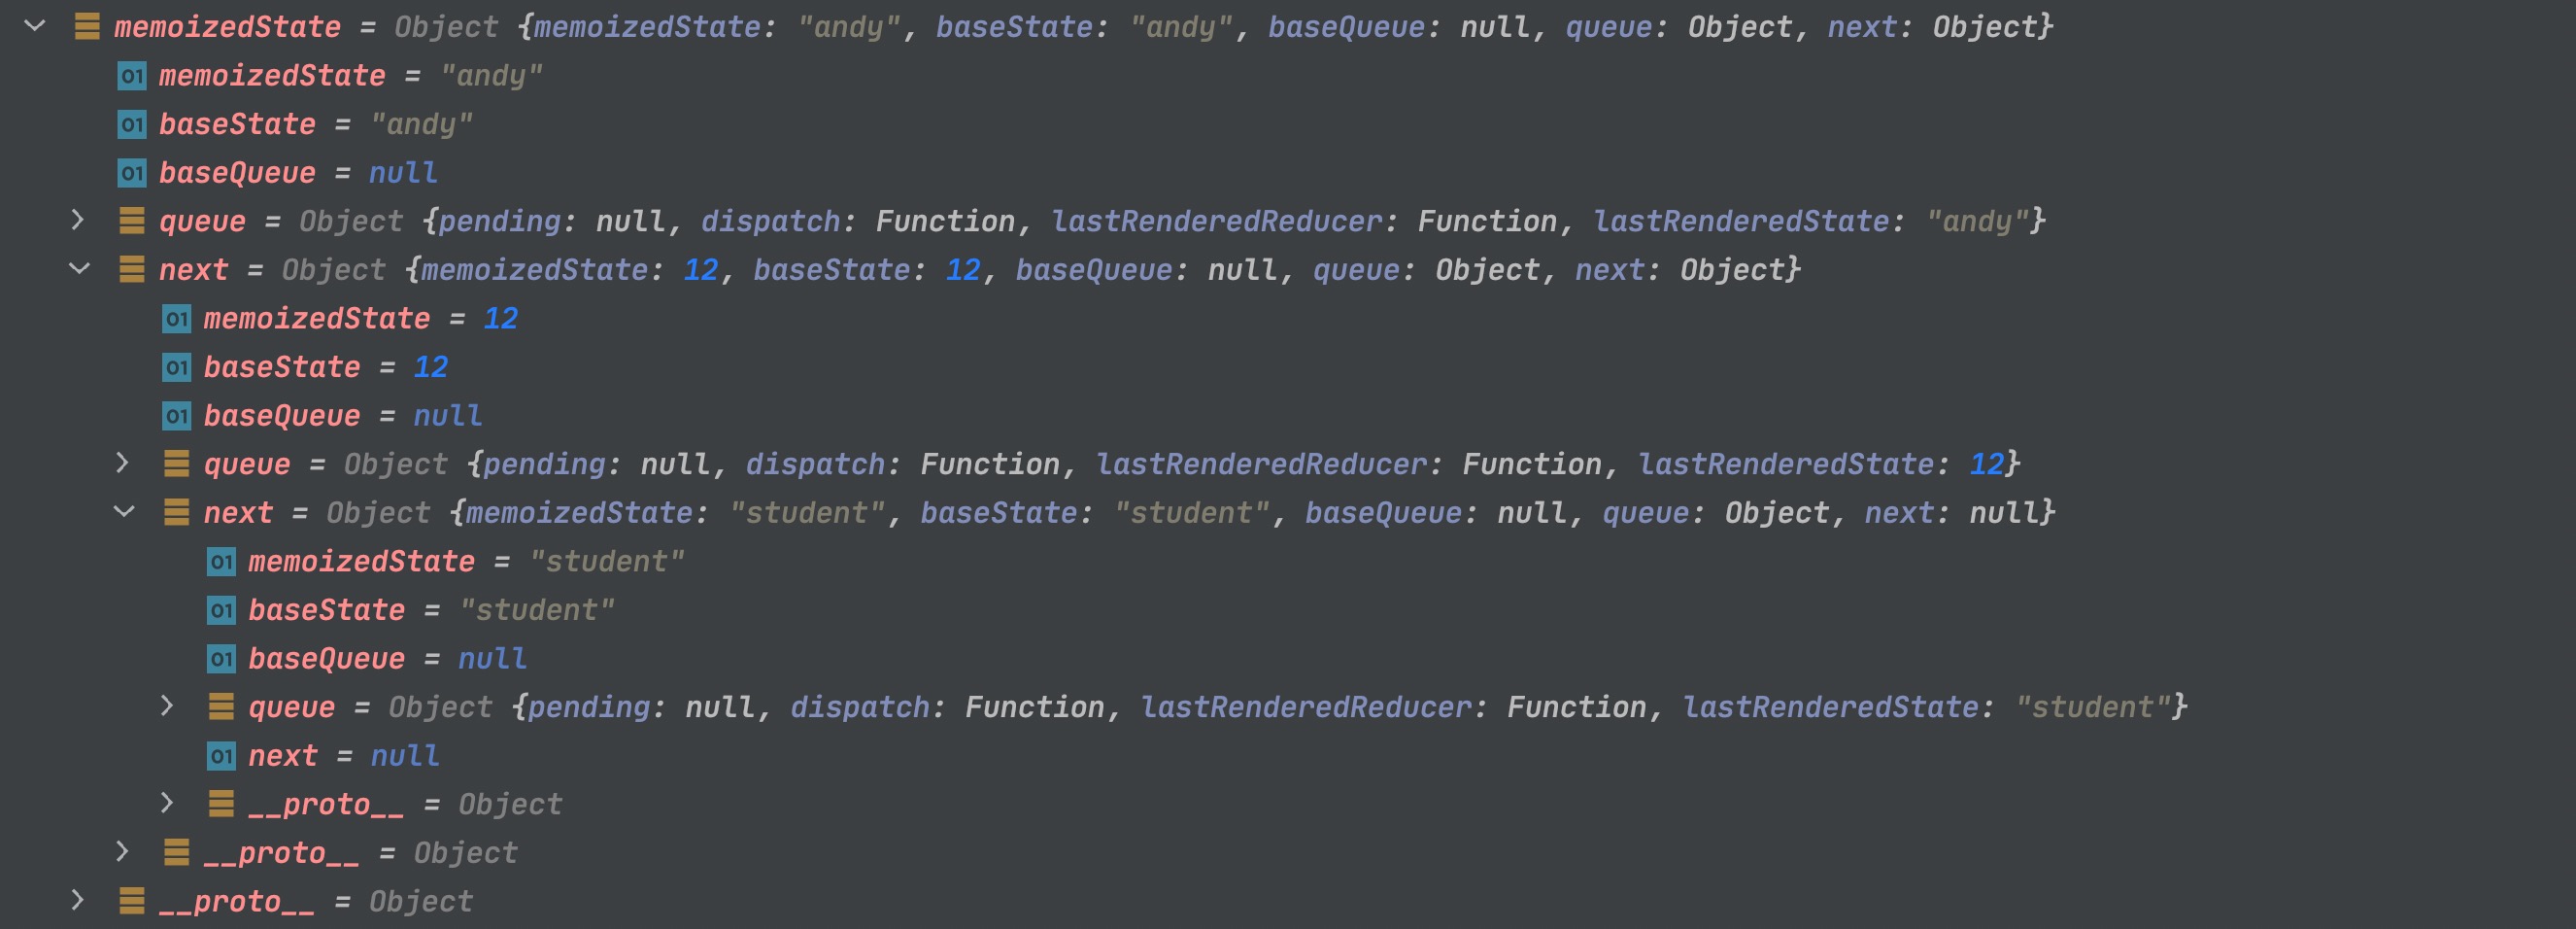 memoizedState = Object {memoizedState: "andy", baseState: "andy", baseQueue: null, queue: Object, next: Object}
01 memoizedState = "andy"
01 baseState = "andy"
01 baseQueue = null
queue = Object {pending: null, dispatch: Function, lastRenderedReducer: Function, lastRenderedState: "andy"}
next = Object {memoizedState: 12, baseState: 12, baseQueue: null, queue: Object, next: Object}
01 memoizedState = 12
01 baseState = 12
01 baseQueue = null
queue = Object {pending: null, dispatch: Function, lastRenderedReducer: Function, lastRenderedState: 12}
next = Object {memoizedState: "student", baseState: "student", baseQueue: null, queue: Object, next: null}
01 memoizedState = "student"
01 baseState = "student"
01 baseQueue = null
queue = Object {pending: null, dispatch: Function, lastRenderedReducer: Function, lastRenderedState: "student"}
01 next = null
__proto__ = Object
__proto__ = Object
__proto__ = Object